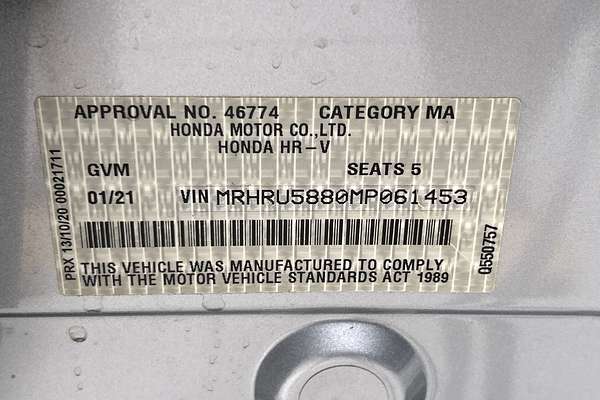 APPROVAL NO. 46774 CATEGORY MA
HONDA MOTOR CO.,LTD.
HONDA HR-V
GVM SEATS 5
01/21 VIN MRHRU5880MP061453
THIS VEHICLE WAS MANUFACTURED TO COMPLY
WITH THE MOTOR VEHICLE STANDARDS ACT 1989
PRX 13/10/20 00021711
0550757